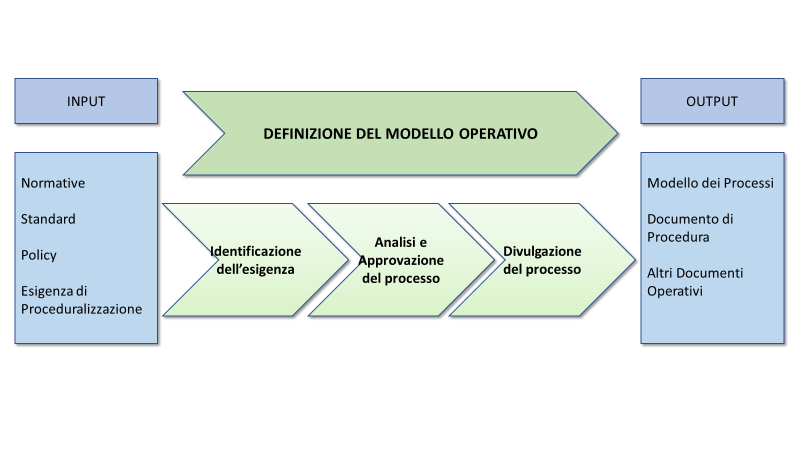 INPUT
DEFINIZIONE DEL MODELLO OPERATIVO
OUTPUT
Normative
Standard
Policy
Esigenza di
Proceduralizzazione
Identificazione
dell'esigenza
Analisi e
Approvazione
del processo
Divulgazione
del processo
Modello dei Processi
Documento di
Procedura
Altri Documenti
Operativi